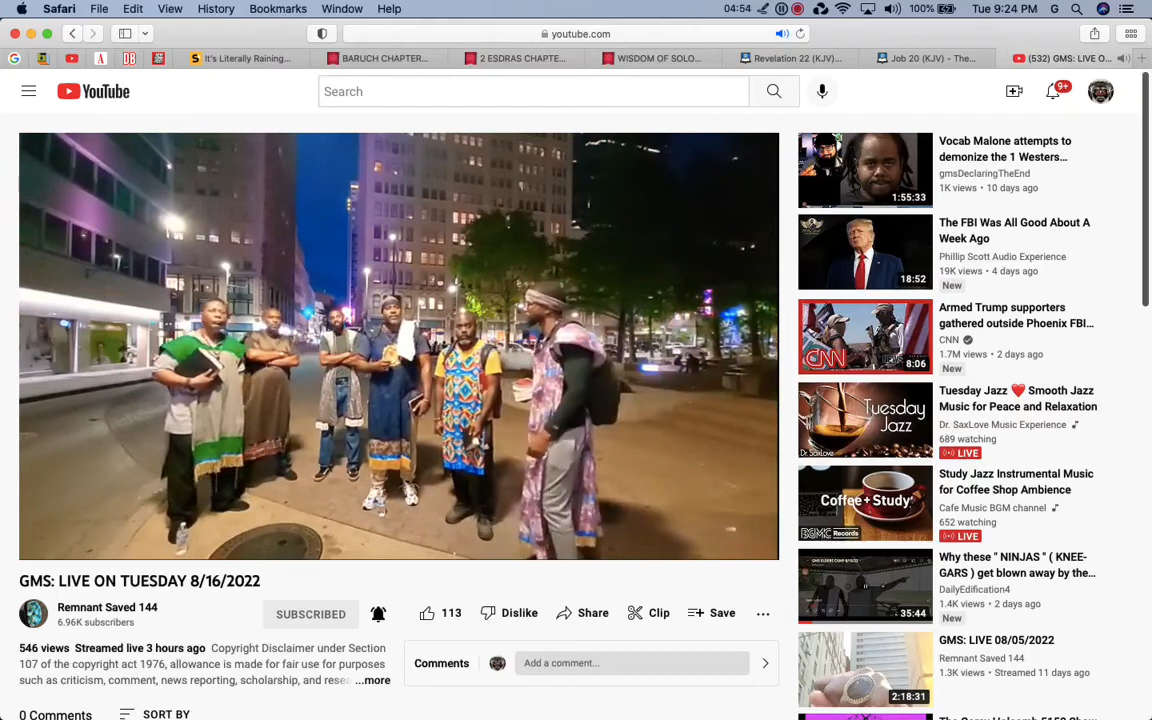 Safari File Edit View History Bookmarks Window Help 04:54 100% Tue 9:24 PM G
youtube.com
It's Literally Raining... BARUCH CHAPTER... 2 ESDRAS CHAPTE... WISDOM OF SOLO... Revelation 22 (KJV)... Job 20 (KJV) - The... (532) GMS: LIVE O...
YouTube
Search
9+
GMS: LIVE ON TUESDAY 8/16/2022
Remnant Saved 144
6.96K subscribers
SUBSCRIBED
113 Dislike Share Clip Save
546 views Streamed live 3 hours ago Copyright Disclaimer under Section
107 of the copyright act 1976, allowance is made for fair use for purposes
such as criticism, comment, news reporting, scholarship, and resea ...more
Comments
Add a comment...
0 Comments SORT BY
Vocab Malone attempts to
demonize the 1 Westers...
gmsDeclaringTheEnd
1K views • 10 days ago
1:55:33
The FBI Was All Good About A
Week Ago
Phillip Scott Audio Experience
19K views • 4 days ago
New
18:52
Armed Trump supporters
gathered outside Phoenix FBI...
CNN
1.7M views • 2 days ago
New
CNN
8:06
Tuesday Jazz ❤️ Smooth Jazz
Music for Peace and Relaxation
Dr. SaxLove Music Experience
689 watching
LIVE
Tuesday
Jazz
Dr.SaxLove
Study Jazz Instrumental Music
for Coffee Shop Ambience
Cafe Music BGM channel
652 watching
LIVE
Coffee+Study
BGMC Records
Why these " NINJAS " ( KNEE-
GARS ) get blown away by the...
DailyEdification4
1.4K views • 2 days ago
New
35:44
GMS: LIVE 08/05/2022
Remnant Saved 144
1.3K views • Streamed 11 days ago
2:18:31